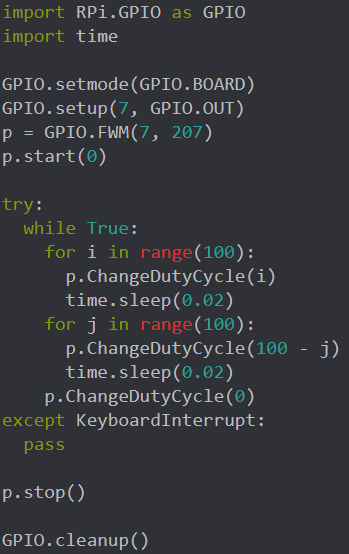 import RPi.GPIO as GPIO
import time

GPIO.setmode(GPIO.BOARD)
GPIO.setup(7, GPIO.OUT)
p = GPIO.FWM(7, 207)
p.start(0)

try:
  while True:
    for i in range(100):
      p.ChangeDutyCycle(i)
      time.sleep(0.02)
    for j in range(100):
      p.ChangeDutyCycle(100 - j)
      time.sleep(0.02)
    p.ChangeDutyCycle(0)
except KeyboardInterrupt:
  pass

p.stop()

GPIO.cleanup()